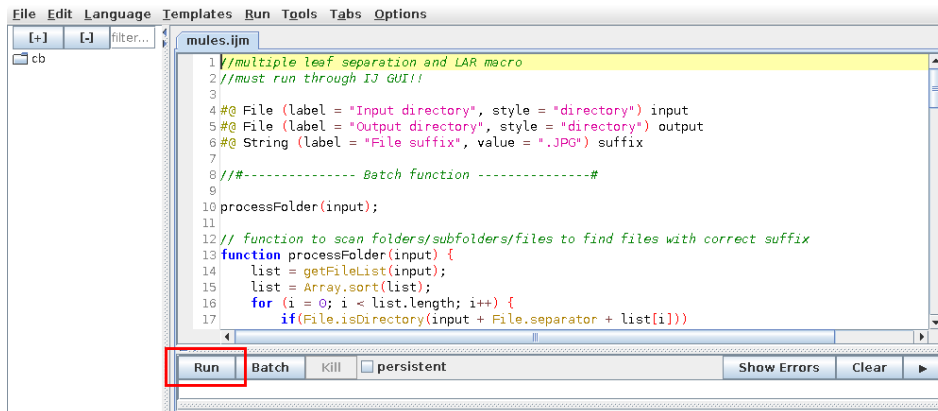 File Edit Language Templates Run Tools Tabs Options
[+] [-] filter...
cb
mules.ijm
1 //multiple leaf separation and LAR macro
2 //must run through IJ GUI!!
3
4 #@ File (label = "Input directory", style = "directory") input
5 #@ File (label = "Output directory", style = "directory") output
6 #@ String (label = "File suffix", value = ".JPG") suffix
7
8 //#--------------- Batch function ---------------#
9
10 processFolder(input);
11
12 // function to scan folders/subfolders/files to find files with correct suffix
13 function processFolder(input) {
14     list = getFileList(input);
15     list = Array.sort(list);
16     for (i = 0; i < list.length; i++) {
17         if(File.isDirectory(input + File.separator + list[i]))
Run Batch Kill persistent Show Errors Clear